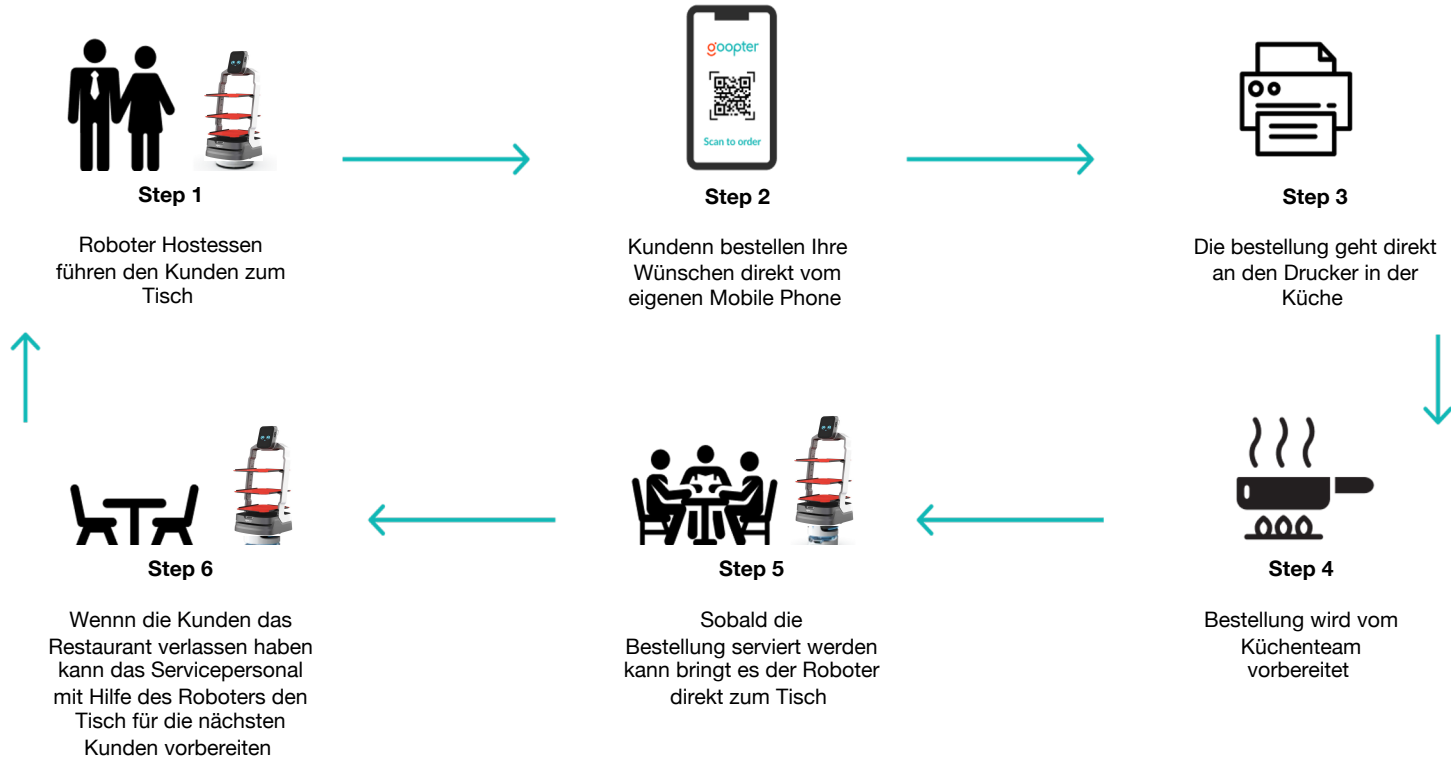 goopter
Scan to order
Step 1
Roboter Hostessen
führen den Kunden zum
Tisch
Step 2
Kundenn bestellen Ihre
Wünschen direkt vom
eigenen Mobile Phone
Step 3
Die bestellung geht direkt
an den Drucker in der
Küche
Step 4
Bestellung wird vom
Küchenteam
vorbereitet
Step 5
Sobald die
Bestellung serviert werden
kann bringt es der Roboter
direkt zum Tisch
Step 6
Wennn die Kunden das
Restaurant verlassen haben
kann das Servicepersonal
mit Hilfe des Roboters den
Tisch für die nächsten
Kunden vorbereiten